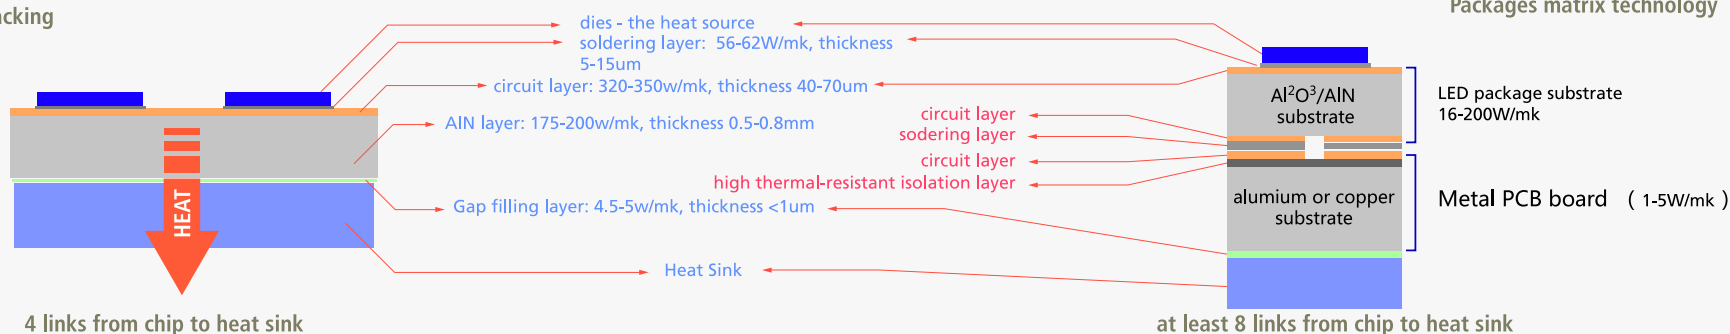 acking
Packages matrix technology
dies - the heat source
soldering layer: 56-62W/mk, thickness
5-15um
circuit layer: 320-350w/mk, thickness 40-70um
AlN layer: 175-200w/mk, thickness 0.5-0.8mm
circuit layer
sodering layer
circuit layer
high thermal-resistant isolation layer
Gap filling layer: 4.5-5w/mk, thickness <1um
Heat Sink
HEAT
Al²O³/AlN
substrate
LED package substrate
16-200W/mk
alumium or copper
substrate
Metal PCB board ( 1-5W/mk )
4 links from chip to heat sink
at least 8 links from chip to heat sink